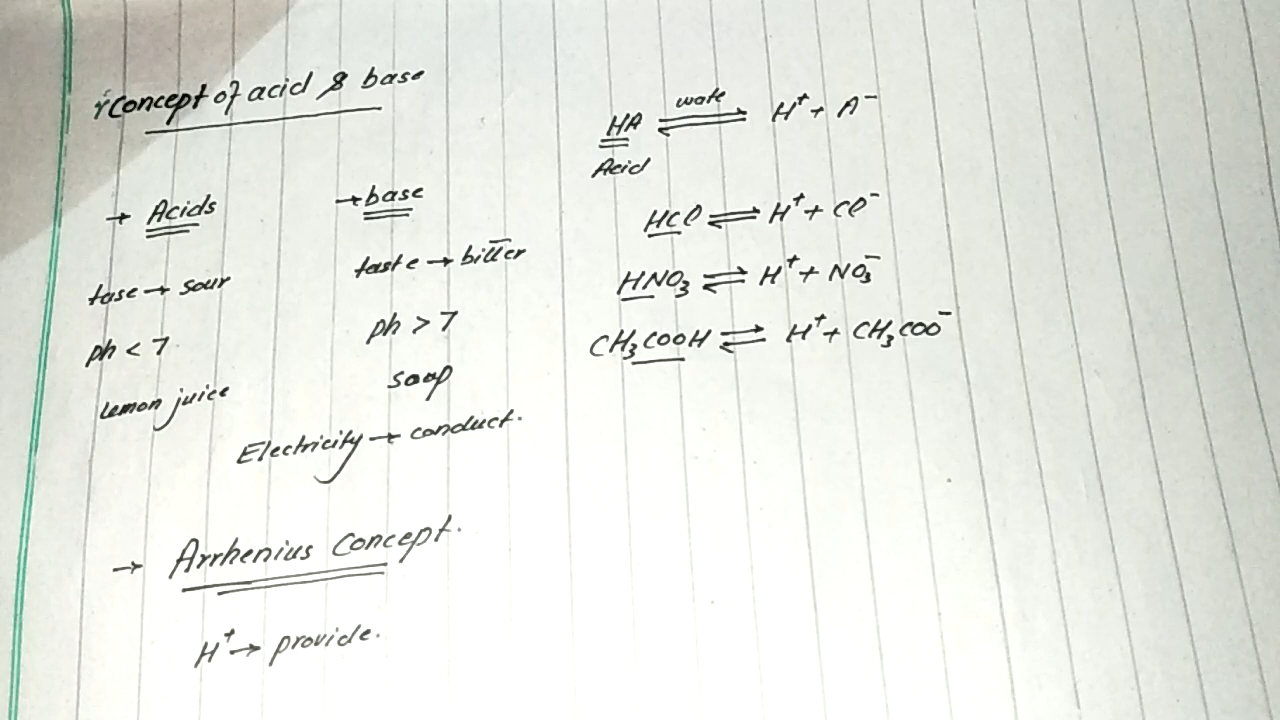 Concept of acid & base
→ Acids
tase → sour
ph < 7
Lemon juice
→ base
taste → bitter
ph > 7
soap
Electricity → conduct.
→ Arrhenius Concept.
H⁺ → provide.
HA ⇌ H⁺ + A⁻
Acid
HCl ⇌ H⁺ + Cl⁻
HNO₃ ⇌ H⁺ + NO₃⁻
CH₃COOH ⇌ H⁺ + CH₃COO⁻